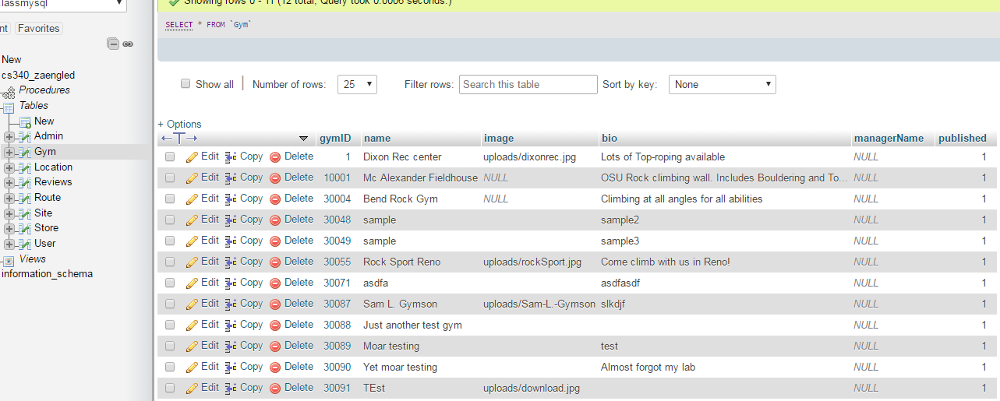 classmysql
Showing rows 0 - 11 (12 total, Query took 0.0006 seconds.)
SELECT * FROM `Gym`
nt Favorites
New
cs340_zaengled
Procedures
Tables
New
Admin
Gym
Location
Reviews
Route
Site
Store
User
Views
information_schema
Show all | Number of rows: 25 Filter rows: Search this table Sort by key: None
+ Options
←T→ gymID name image bio managerName published
Edit Copy Delete 1 Dixon Rec center uploads/dixonrec.jpg Lots of Top-roping available NULL 1
Edit Copy Delete 10001 Mc Alexander Fieldhouse NULL OSU Rock climbing wall. Includes Bouldering and To... NULL 1
Edit Copy Delete 30004 Bend Rock Gym NULL Climbing at all angles for all abilities NULL 1
Edit Copy Delete 30048 sample sample2 NULL 1
Edit Copy Delete 30049 sample sample3 NULL 1
Edit Copy Delete 30055 Rock Sport Reno uploads/rockSport.jpg Come climb with us in Reno! NULL 1
Edit Copy Delete 30071 asdfa asdfasdf NULL 1
Edit Copy Delete 30087 Sam L. Gymson uploads/Sam-L.-Gymson slkdjf NULL 1
Edit Copy Delete 30088 Just another test gym NULL 1
Edit Copy Delete 30089 Moar testing test NULL 1
Edit Copy Delete 30090 Yet moar testing Almost forgot my lab NULL 1
Edit Copy Delete 30091 TEst uploads/download.jpg NULL 1